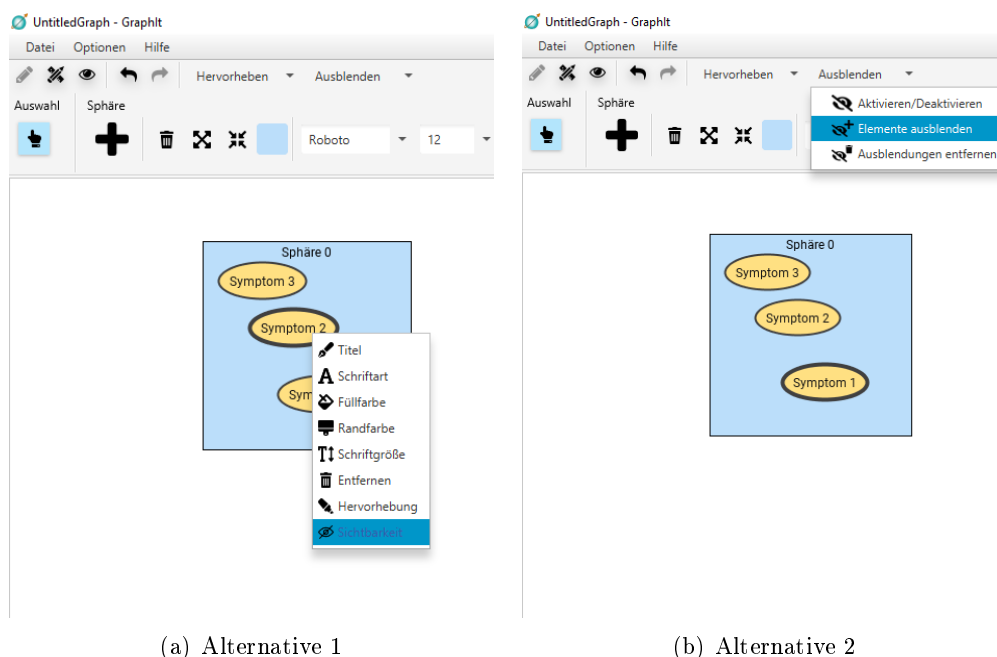 UntitledGraph - GraphIt
Datei Optionen Hilfe
Hervorheben Ausblenden
Auswahl Sphäre
Roboto 12
Sphäre 0
Symptom 3
Symptom 2
Sym
Titel
Schriftart
Füllfarbe
Randfarbe
Schriftgröße
Entfernen
Hervorhebung
Sichtbarkeit
(a) Alternative 1
UntitledGraph - GraphIt
Datei Optionen Hilfe
Hervorheben Ausblenden
Auswahl Sphäre
Aktivieren/Deaktivieren
Elemente ausblenden
Ausblendungen entfernen
Sphäre 0
Symptom 3
Symptom 2
Symptom 1
(b) Alternative 2